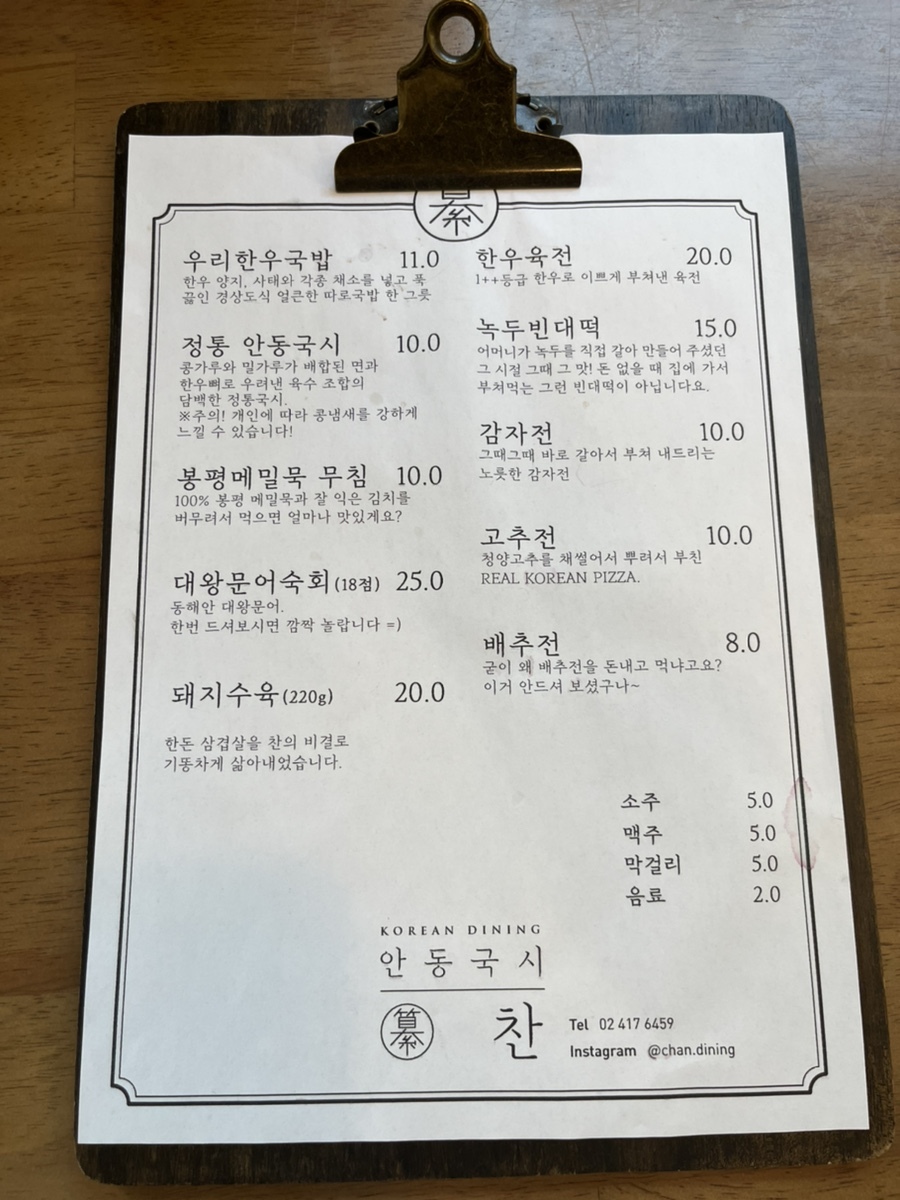 우리한우국밥 11.0
한우 양지, 사태와 각종 채소를 넣고 푹
끓인 경상도식 얼큰한 따로국밥 한 그릇
정통 안동국시 10.0
콩가루와 밀가루가 배합된 면과
한우뼈로 우려낸 육수 조합의
담백한 정통국시.
※주의! 개인에 따라 콩냄새를 강하게
느낄 수 있습니다!
봉평메밀묵 무침 10.0
100% 봉평 메밀묵과 잘 익은 김치를
버무려서 먹으면 얼마나 맛있게요?
대왕문어숙회(18점) 25.0
동해안 대왕문어.
한번 드셔보시면 깜짝 놀랍니다 =)
돼지수육(220g) 20.0
한돈 삼겹살을 찬의 비결로
기똥차게 삶아내었습니다.
한우육전 20.0
1++등급 한우로 이쁘게 부쳐낸 육전
녹두빈대떡 15.0
어머니가 녹두를 직접 갈아 만들어 주셨던
그 시절 그때 그 맛! 돈 없을 때 집에 가서
부쳐먹는 그런 빈대떡이 아닙니다요.
감자전 10.0
그때그때 바로 갈아서 부쳐 내드리는
노릇한 감자전
고추전 10.0
청양고추를 채썰어서 뿌려서 부친
REAL KOREAN PIZZA.
배추전 8.0
굳이 왜 배추전을 돈내고 먹냐고요?
이거 안드셔 보셨구나~
소주 5.0
맥주 5.0
막걸리 5.0
음료 2.0
KOREAN DINING
안동국시
纂 찬
Tel 02 417 6459
Instagram @chan.dining